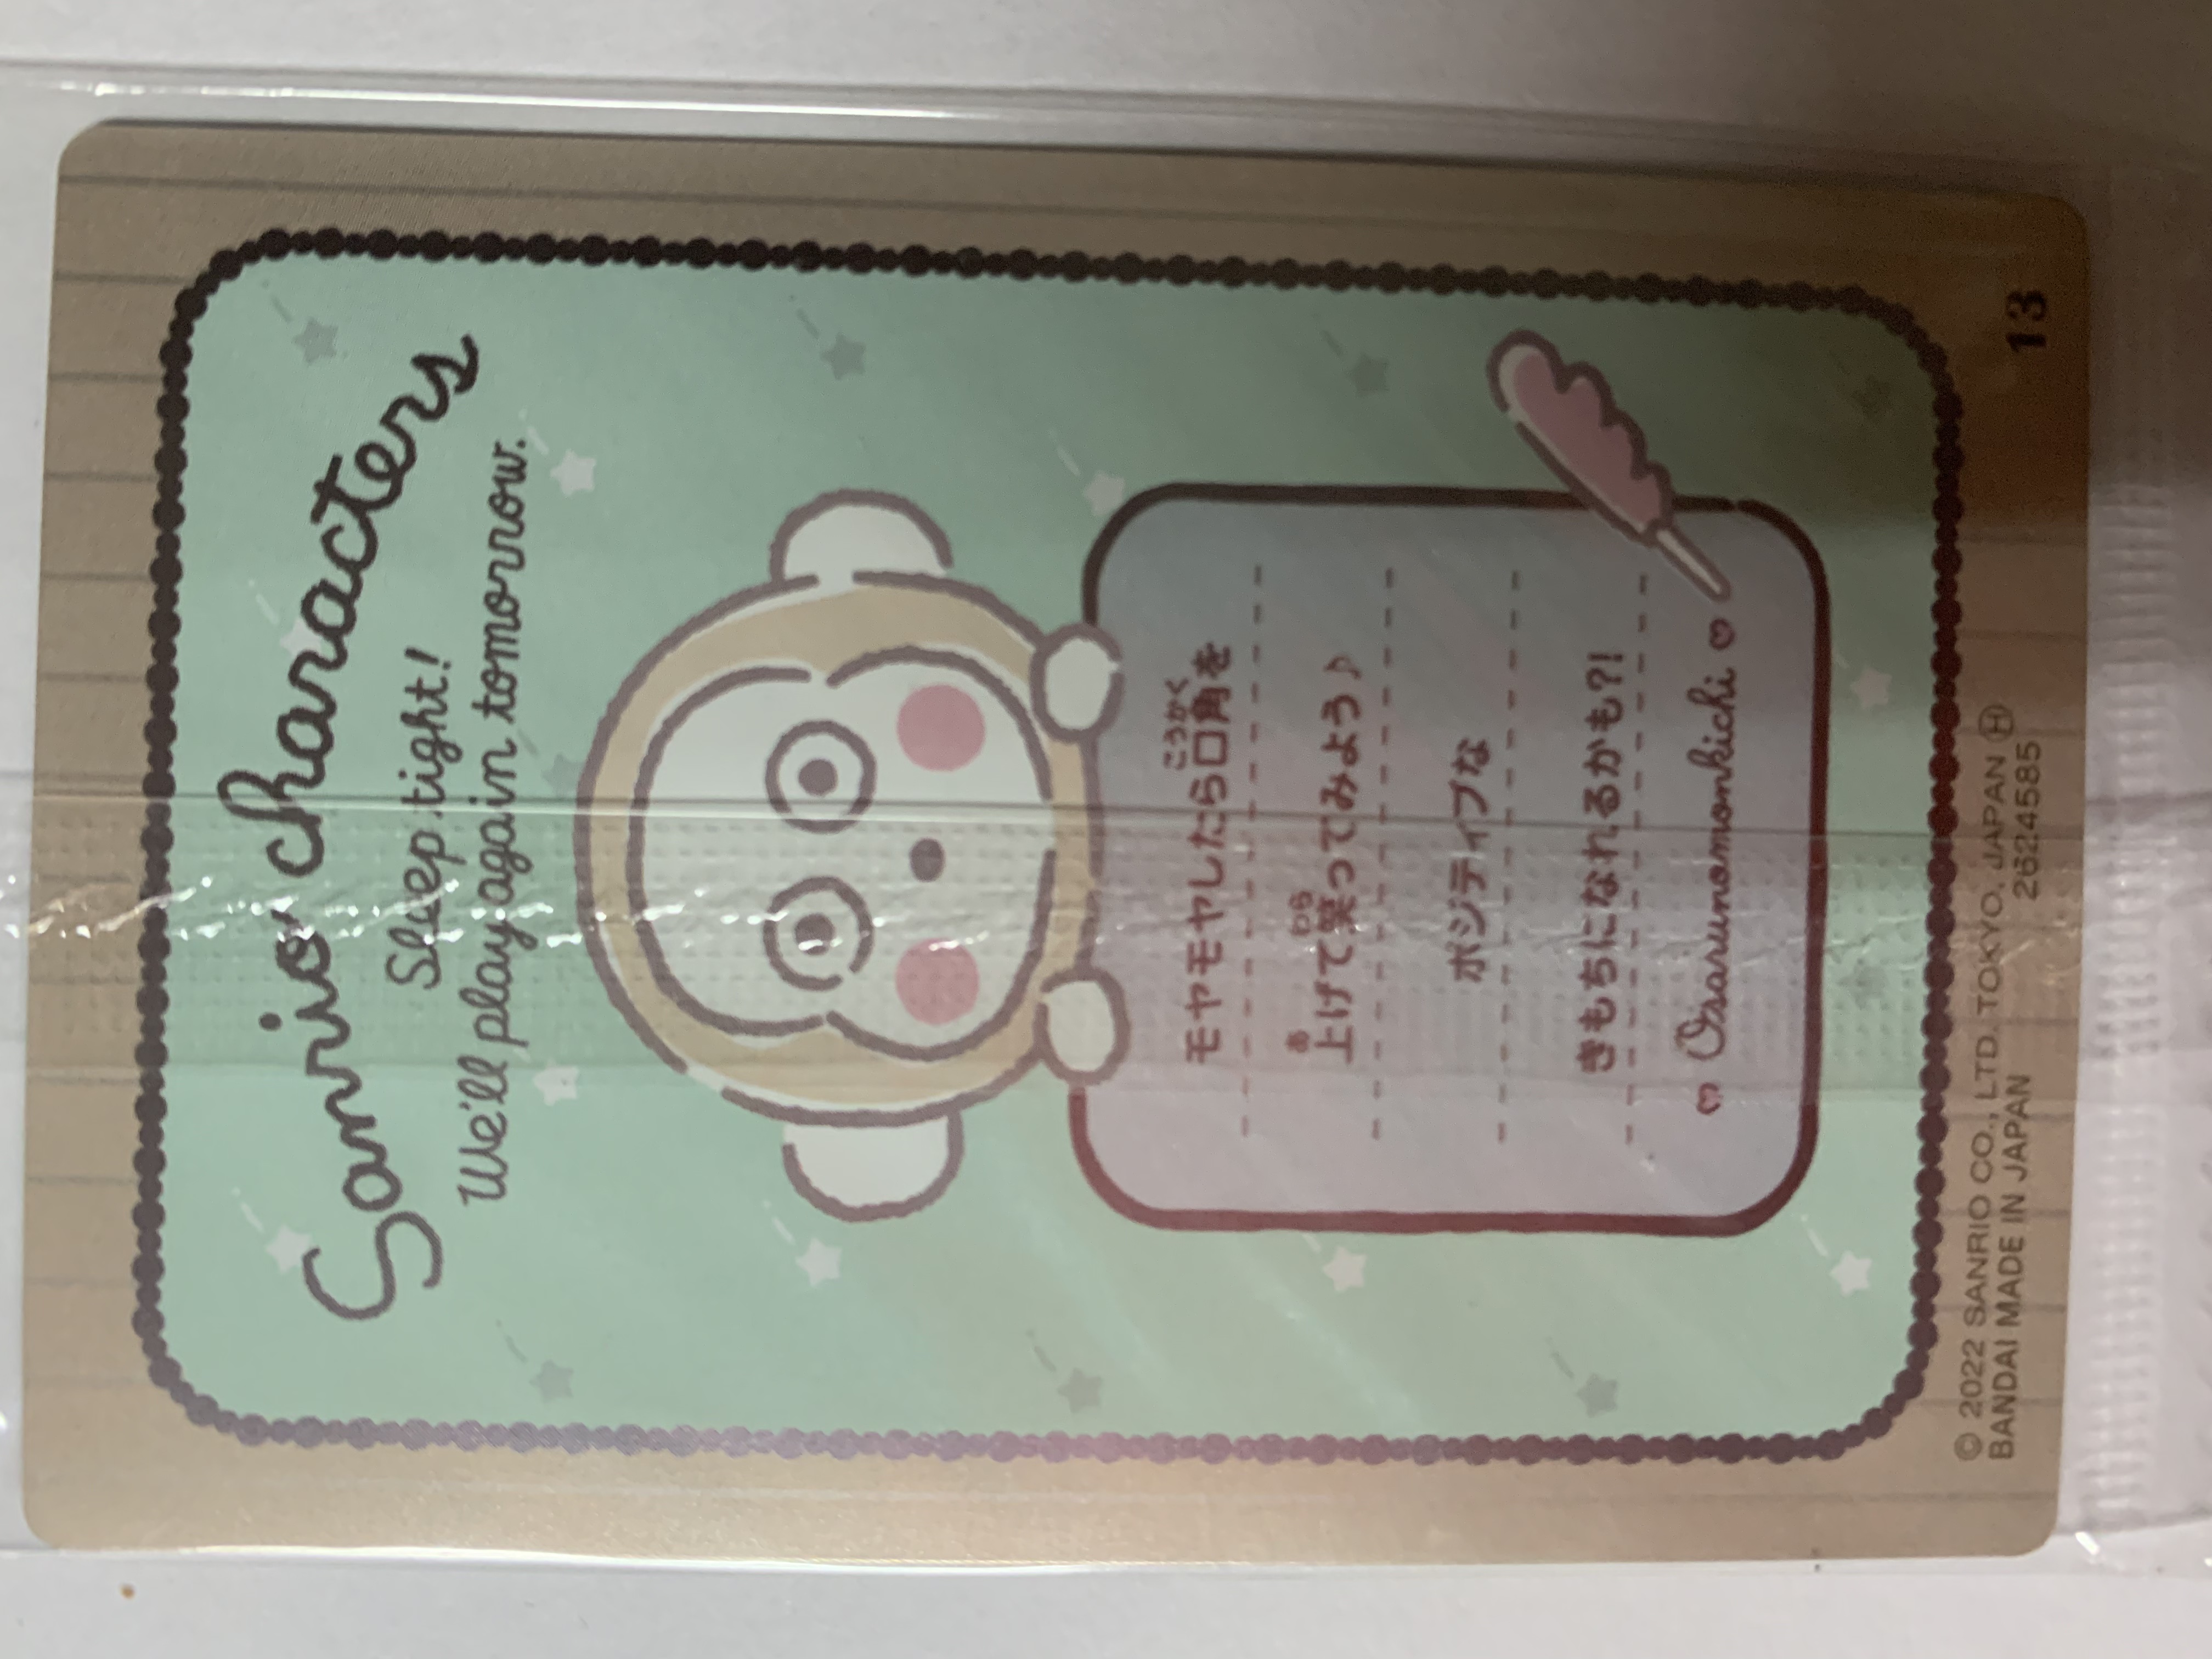 Sanrio characters
Sleep tight!
We'll play again tomorrow.
モヤモヤしたら口角を
こうかく
上げて笑ってみよう♪
あ わら
ポジティブな
きもちになれるかも?!
♥ Osarunomonkichi ♥
© 2022 SANRIO CO., LTD. TOKYO, JAPAN Ⓗ
BANDAI MADE IN JAPAN 2624585
13